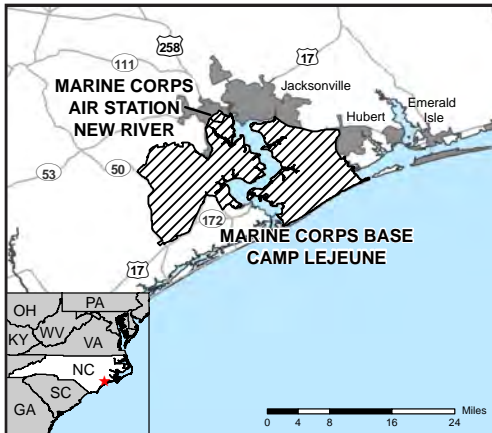 258
17
111
Jacksonville
MARINE CORPS
AIR STATION
NEW RIVER
Emerald
Isle
Hubert
50
53
172
MARINE CORPS BASE
CAMP LEJEUNE
17
PA
OH
WV
KY
VA
NC
SC
GA
Miles
0 4 8 16 24